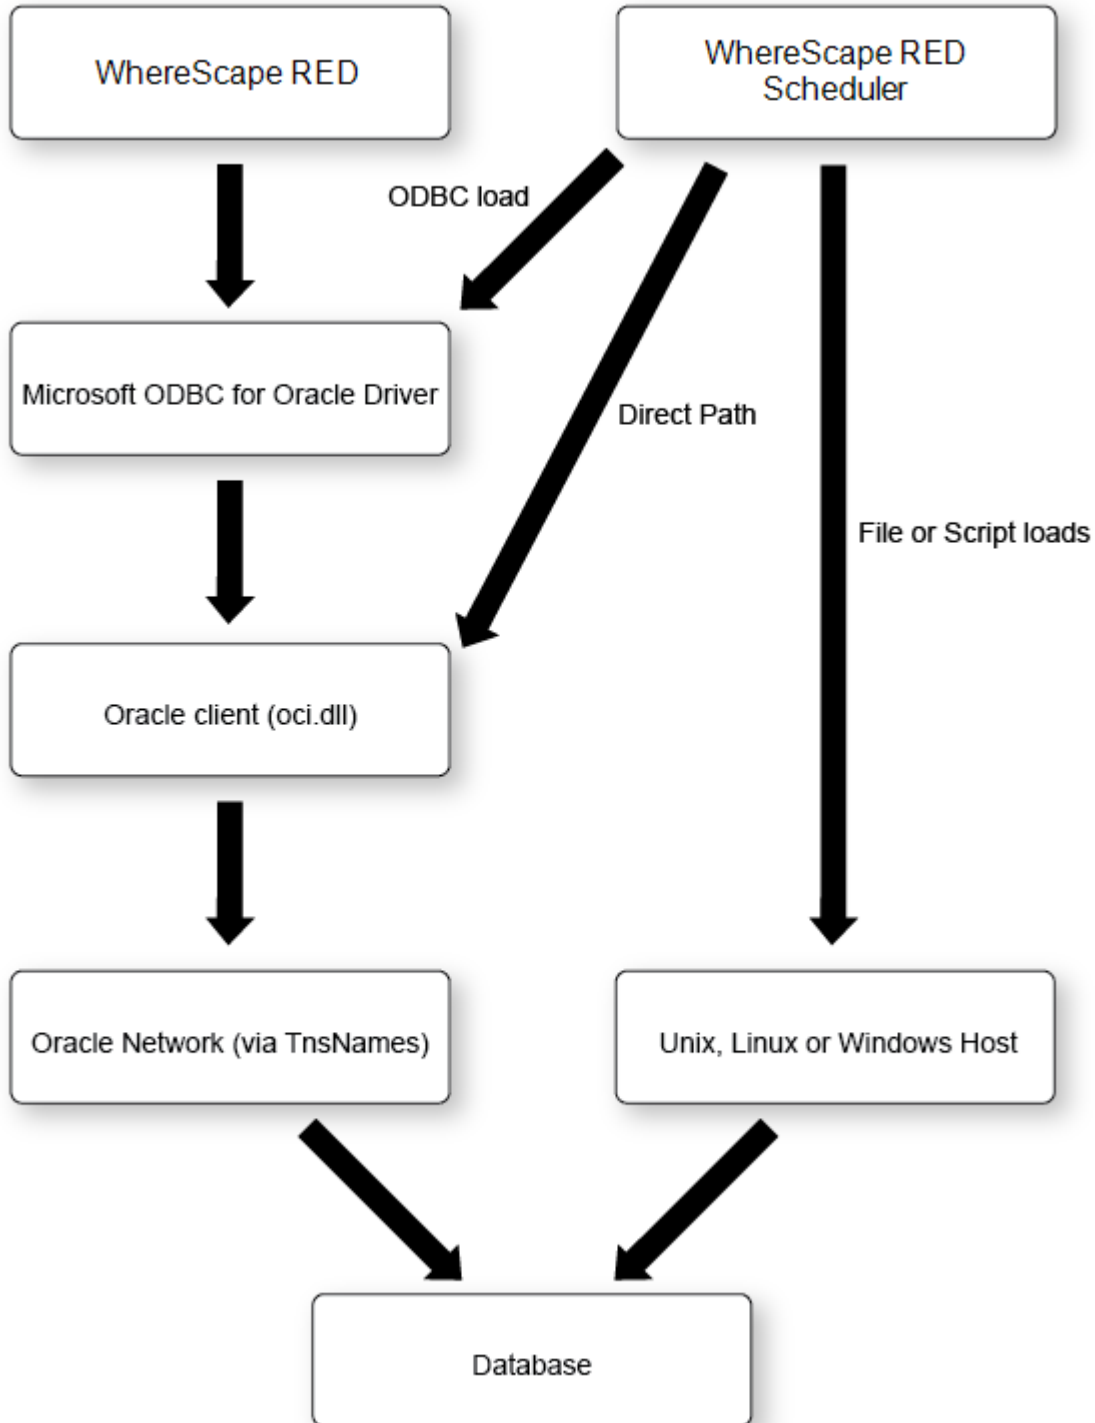 WhereScape RED
WhereScape RED
Scheduler
ODBC load
Microsoft ODBC for Oracle Driver
Direct Path
File or Script loads
Oracle client (oci.dll)
Oracle Network (via TnsNames)
Unix, Linux or Windows Host
Database